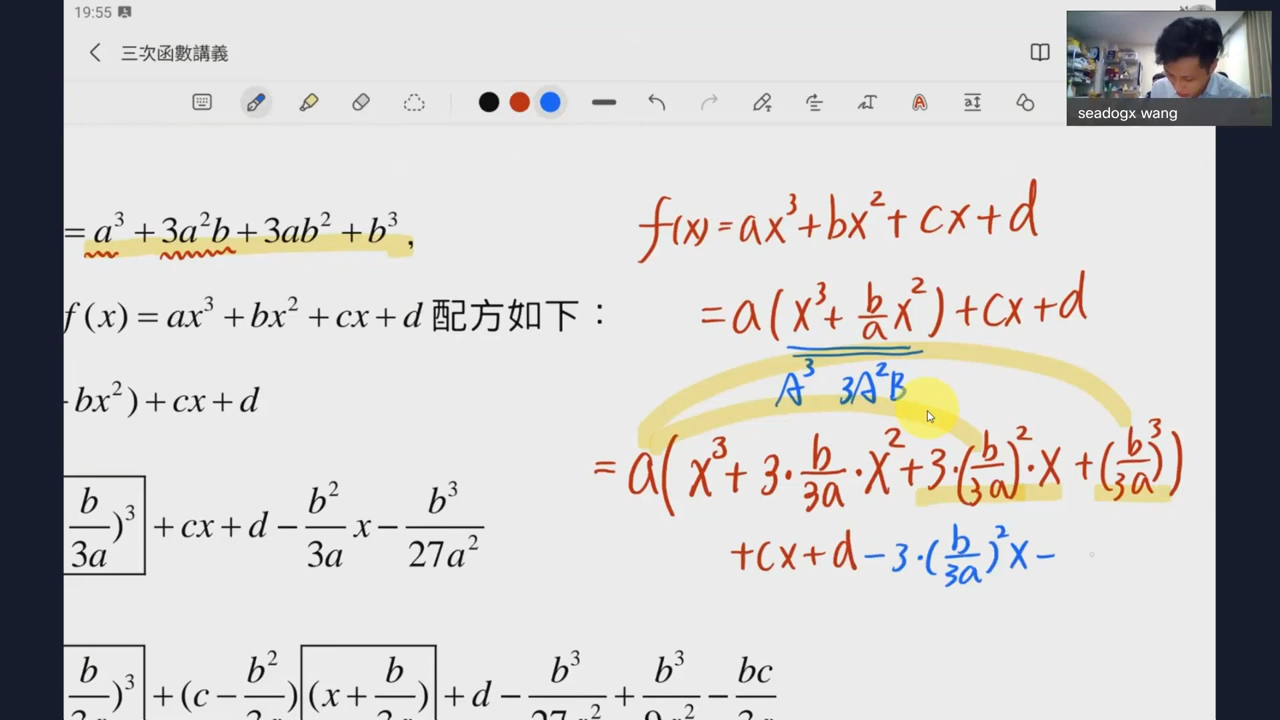 19:55
三次函數講義
seadogx wang
= a³ + 3a²b + 3ab² + b³,
f(x) = ax³ + bx² + cx + d 配方如下：
bx²) + cx + d
b/3a)³ + cx + d − b²/3a x − b³/27a²
b/)³ + (c − b²/)(x + b/) + d − b³/27a² + b³/9a² − bc/3a
f(x) = ax³ + bx² + cx + d
= a(x³ + b/a x²) + cx + d
A³ 3A²B
= a(x³ + 3·b/3a·x² + 3·(b/3a)²·x + (b/3a)³)
+cx+d − 3·(b/3a)²x −